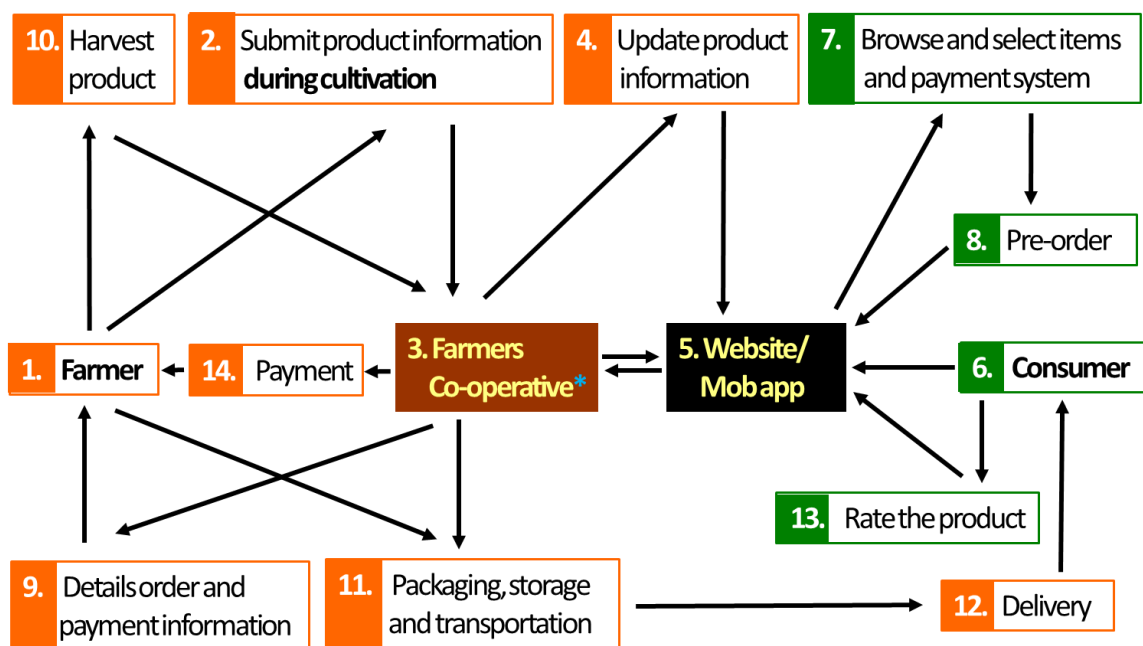 10. Harvest
product
2. Submit product information
during cultivation
4. Update product
information
7. Browse and select items
and payment system
8. Pre-order
1. Farmer
14. Payment
3. Farmers
Co-operative*
5. Website/
Mob app
6. Consumer
13. Rate the product
9. Details order and
payment information
11. Packaging, storage
and transportation
12. Delivery